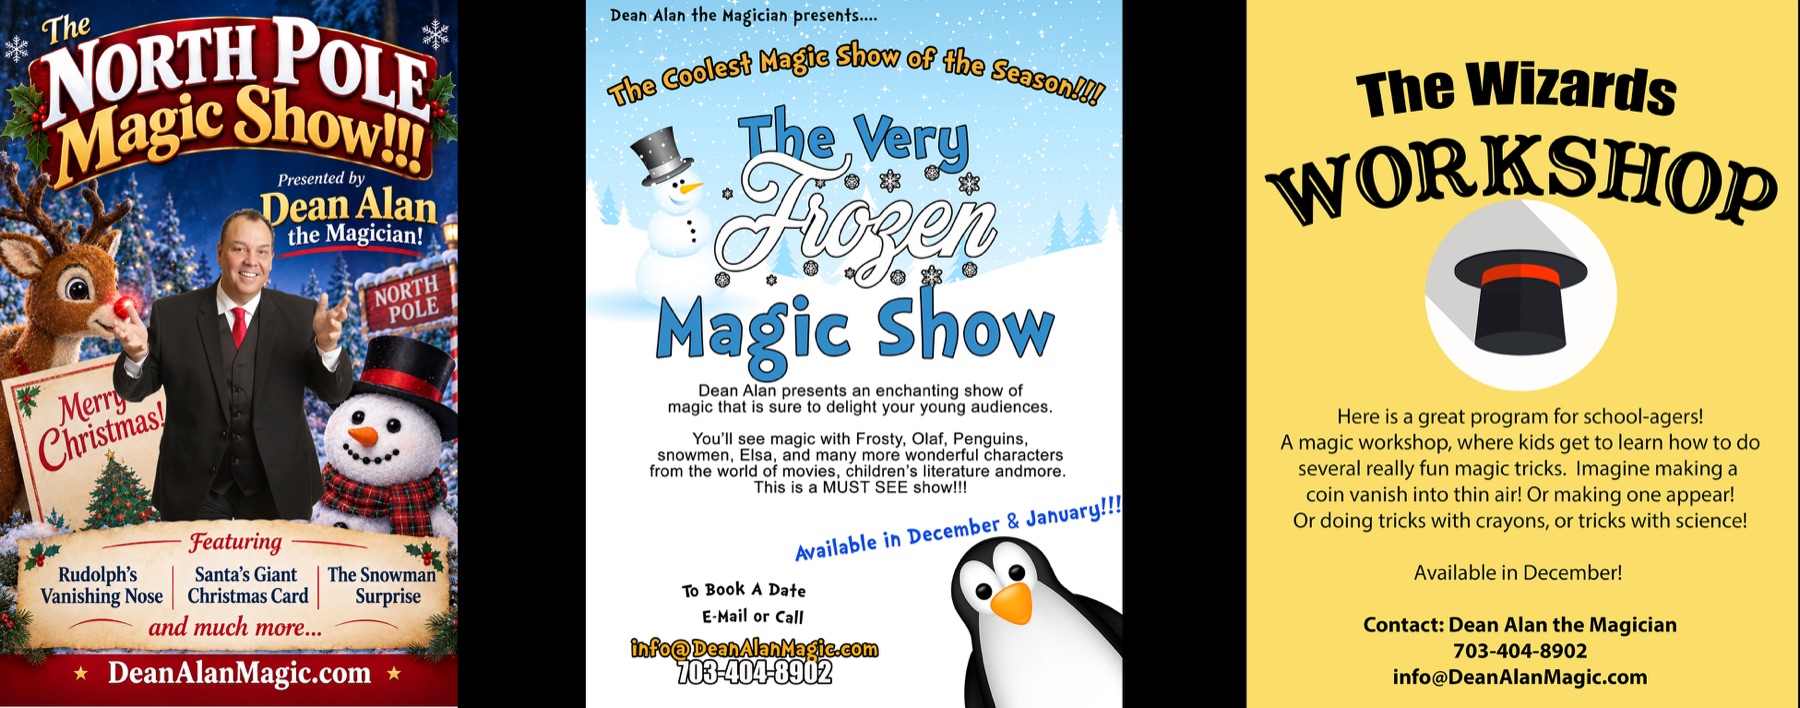 The
NORTH POLE
Magic Show!!!
Presented by
Dean Alan
the Magician!
NORTH
POLE
Merry
Christmas!
Featuring
Rudolph's
Vanishing Nose
Santa's Giant
Christmas Card
The Snowman
Surprise
and much more...
DeanAlanMagic.com
Dean Alan the Magician presents....
The Coolest Magic Show of the Season!!!
The Very
Frozen
Magic Show
Dean Alan presents an enchanting show of
magic that is sure to delight your young audiences.
You'll see magic with Frosty, Olaf, Penguins,
snowmen, Elsa, and many more wonderful characters
from the world of movies, children's literature andmore.
This is a MUST SEE show!!!
Available in December & January!!!
To Book A Date
E-Mail or Call
info@DeanAlanMagic.com
703-404-8902
The Wizards
WORKSHOP
Here is a great program for school-agers!
A magic workshop, where kids get to learn how to do
several really fun magic tricks. Imagine making a
coin vanish into thin air! Or making one appear!
Or doing tricks with crayons, or tricks with science!
Available in December!
Contact: Dean Alan the Magician
703-404-8902
info@DeanAlanMagic.com